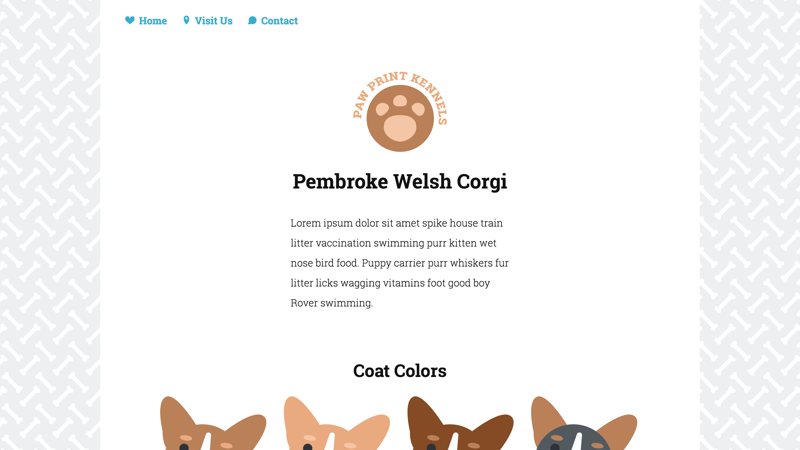 Home Visit Us Contact
PAW PRINT KENNELS
Pembroke Welsh Corgi
Lorem ipsum dolor sit amet spike house train
litter vaccination swimming purr kitten wet
nose bird food. Puppy carrier purr whiskers fur
litter licks wagging vitamins foot good boy
Rover swimming.
Coat Colors